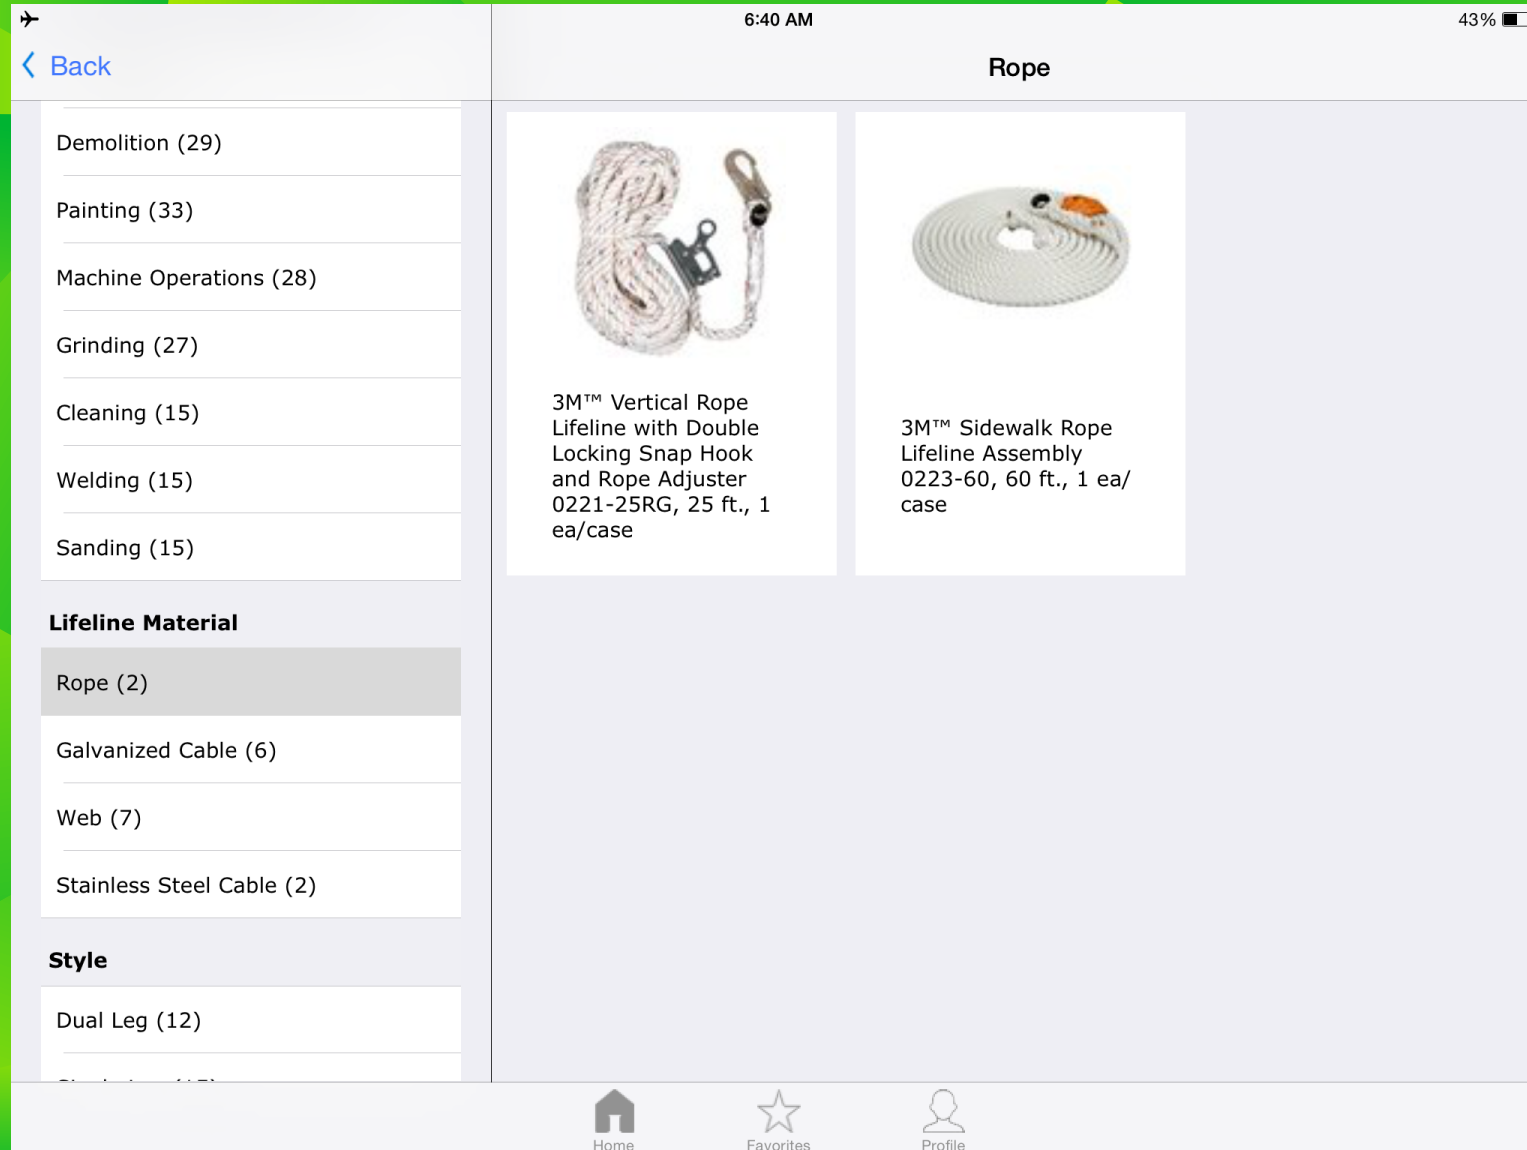 6:40 AM
43%
Back
Rope
Demolition (29)
Painting (33)
Machine Operations (28)
Grinding (27)
Cleaning (15)
Welding (15)
Sanding (15)
Lifeline Material
Rope (2)
Galvanized Cable (6)
Web (7)
Stainless Steel Cable (2)
Style
Dual Leg (12)
3M™ Vertical Rope
Lifeline with Double
Locking Snap Hook
and Rope Adjuster
0221-25RG, 25 ft., 1
ea/case
3M™ Sidewalk Rope
Lifeline Assembly
0223-60, 60 ft., 1 ea/
case
Home
Favorites
Profile